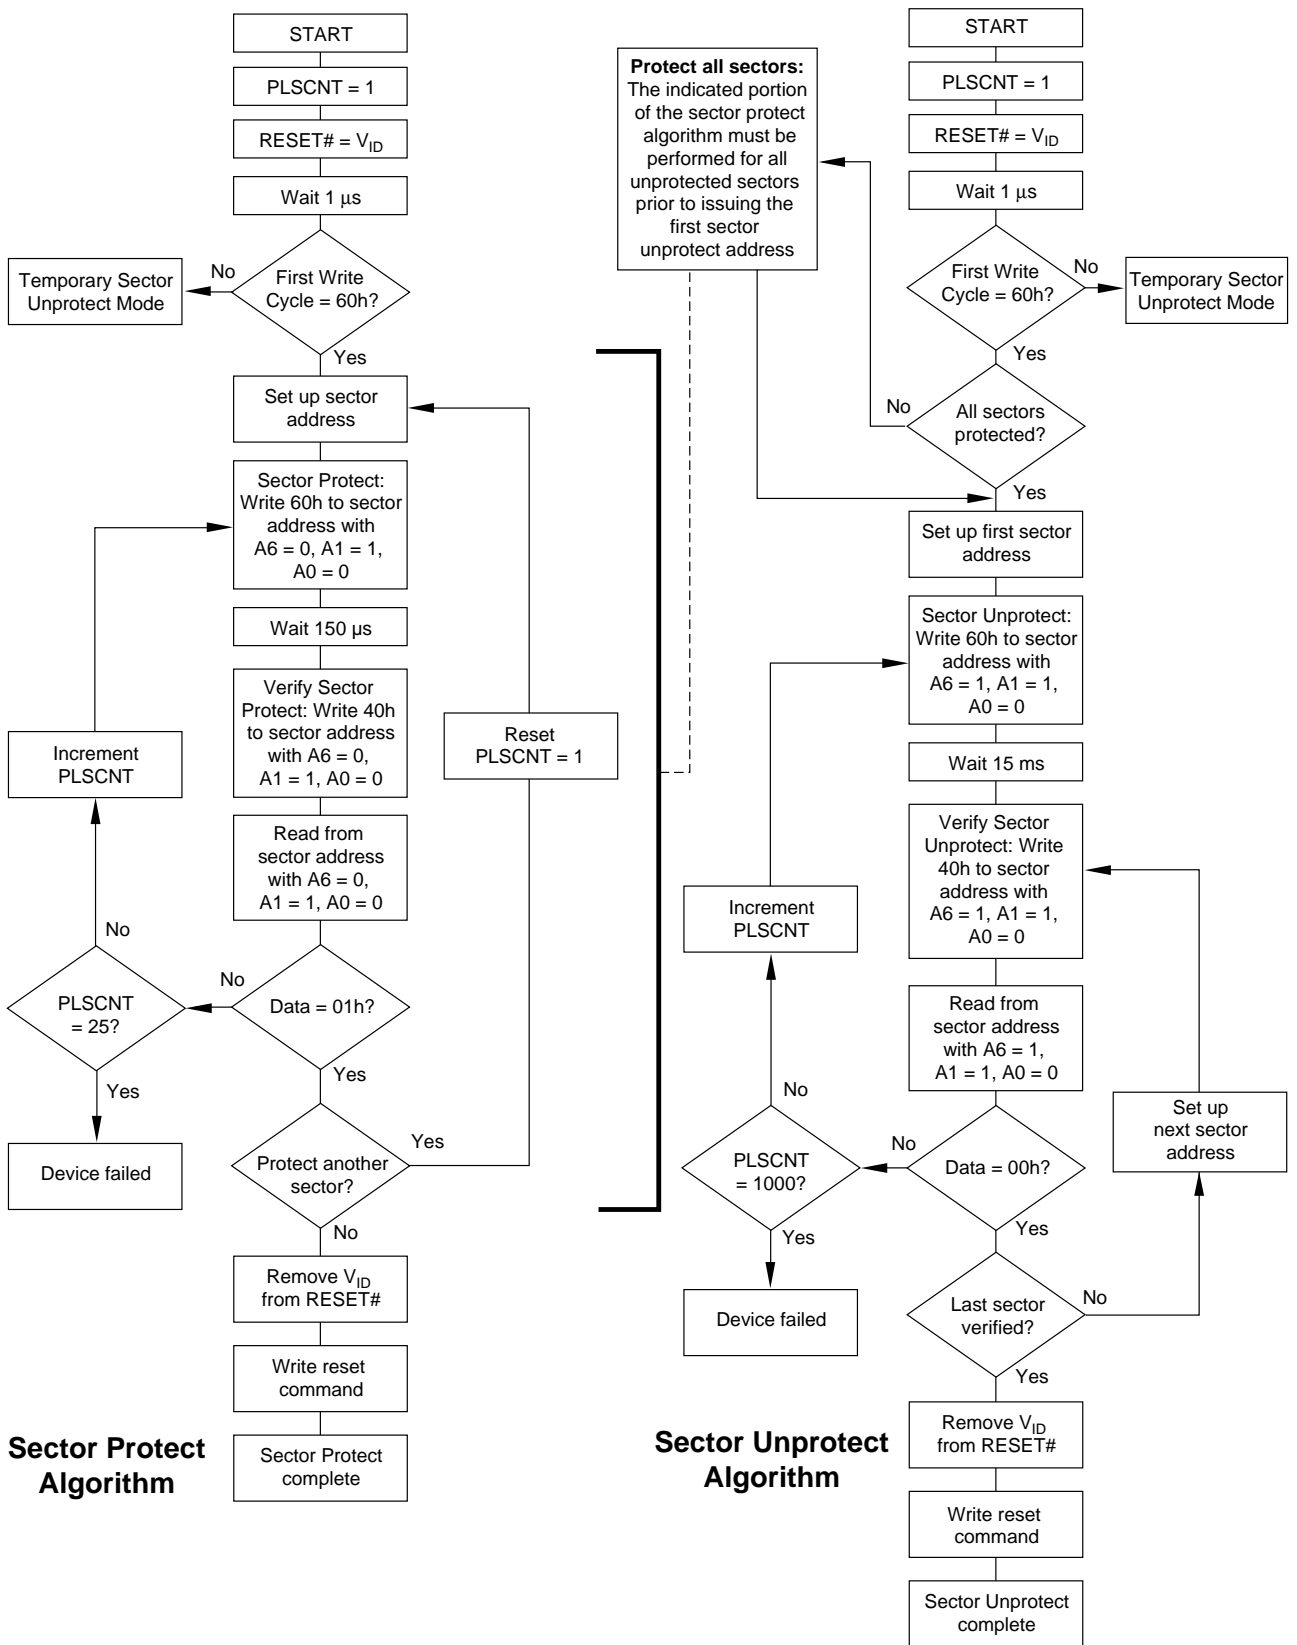 START
PLSCNT = 1
RESET# = VID
Wait 1 μs
First Write
Cycle = 60h?
No
Temporary Sector
Unprotect Mode
Yes
Set up sector
address
Sector Protect:
Write 60h to sector
address with
A6 = 0, A1 = 1,
A0 = 0
Wait 150 µs
Verify Sector
Protect: Write 40h
to sector address
with A6 = 0,
A1 = 1, A0 = 0
Reset
PLSCNT = 1
Increment
PLSCNT
Read from
sector address
with A6 = 0,
A1 = 1, A0 = 0
No
No
PLSCNT
= 25?
Data = 01h?
Yes
Yes
Device failed
Protect another
sector?
Yes
No
Remove VID
from RESET#
Write reset
command
Sector Protect
complete
Sector Protect
Algorithm
Protect all sectors:
The indicated portion
of the sector protect
algorithm must be
performed for all
unprotected sectors
prior to issuing the
first sector
unprotect address
START
PLSCNT = 1
RESET# = VID
Wait 1 μs
First Write
Cycle = 60h?
No
Temporary Sector
Unprotect Mode
Yes
No
All sectors
protected?
Yes
Set up first sector
address
Sector Unprotect:
Write 60h to sector
address with
A6 = 1, A1 = 1,
A0 = 0
Wait 15 ms
Verify Sector
Unprotect: Write
40h to sector
address with
A6 = 1, A1 = 1,
A0 = 0
Increment
PLSCNT
Read from
sector address
with A6 = 1,
A1 = 1, A0 = 0
No
No
PLSCNT
= 1000?
Data = 00h?
Set up
next sector
address
Yes
Yes
Device failed
Last sector
verified?
No
Yes
Remove VID
from RESET#
Write reset
command
Sector Unprotect
complete
Sector Unprotect
Algorithm